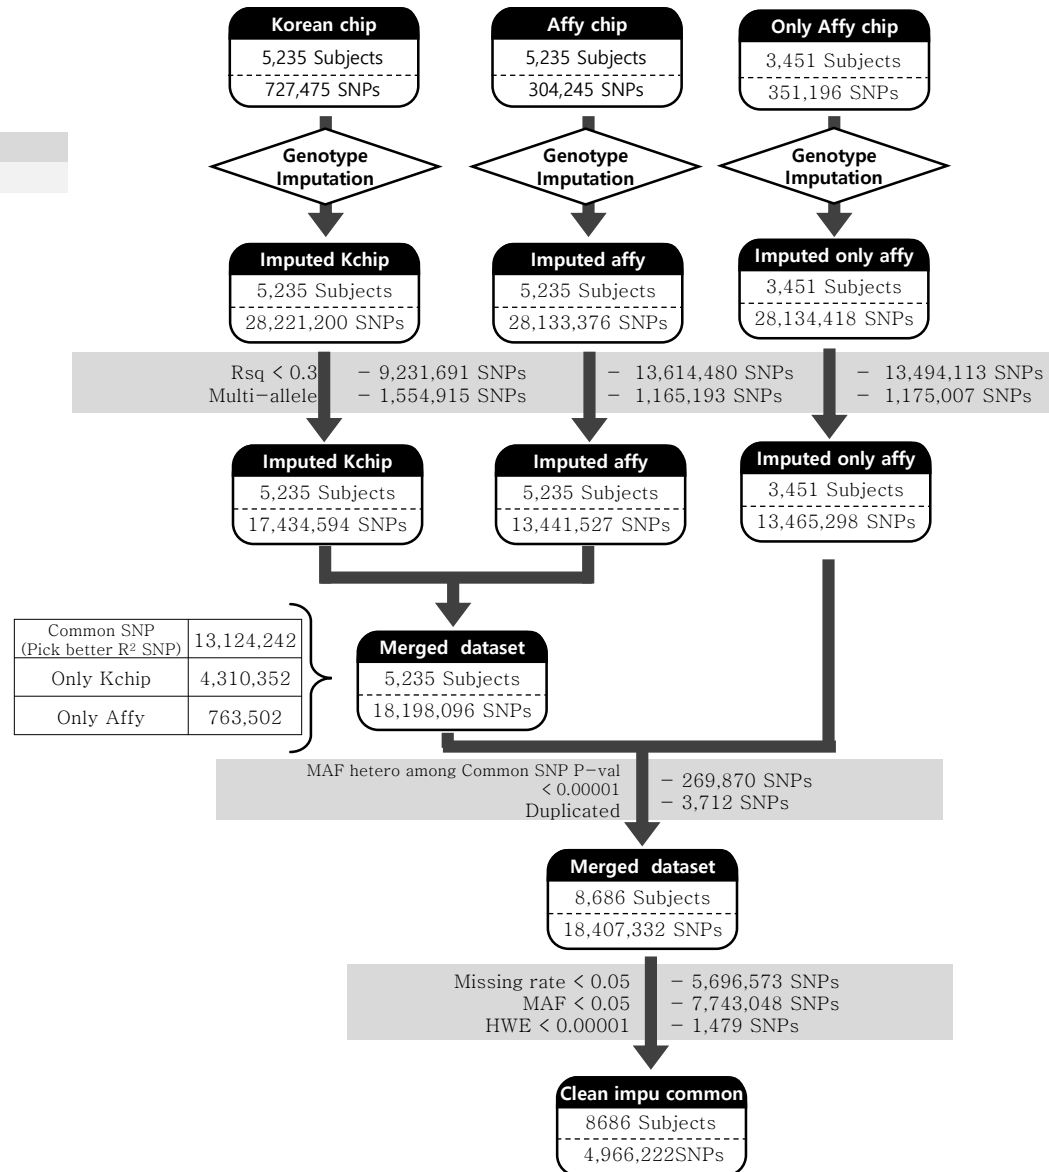 Korean chip
5,235 Subjects
727,475 SNPs
Affy chip
5,235 Subjects
304,245 SNPs
Only Affy chip
3,451 Subjects
351,196 SNPs
Genotype
Imputation
Genotype
Imputation
Genotype
Imputation
Imputed Kchip
5,235 Subjects
28,221,200 SNPs
Imputed affy
5,235 Subjects
28,133,376 SNPs
Imputed only affy
3,451 Subjects
28,134,418 SNPs
Rsq < 0.3 − 9,231,691 SNPs − 13,614,480 SNPs − 13,494,113 SNPs
Multi−allele − 1,554,915 SNPs − 1,165,193 SNPs − 1,175,007 SNPs
Imputed Kchip
5,235 Subjects
17,434,594 SNPs
Imputed affy
5,235 Subjects
13,441,527 SNPs
Imputed only affy
3,451 Subjects
13,465,298 SNPs
Common SNP
(Pick better R² SNP) 13,124,242
Only Kchip 4,310,352
Only Affy 763,502
Merged dataset
5,235 Subjects
18,198,096 SNPs
MAF hetero among Common SNP P−val
< 0.00001 − 269,870 SNPs
Duplicated − 3,712 SNPs
Merged dataset
8,686 Subjects
18,407,332 SNPs
Missing rate < 0.05 − 5,696,573 SNPs
MAF < 0.05 − 7,743,048 SNPs
HWE < 0.00001 − 1,479 SNPs
Clean impu common
8686 Subjects
4,966,222SNPs